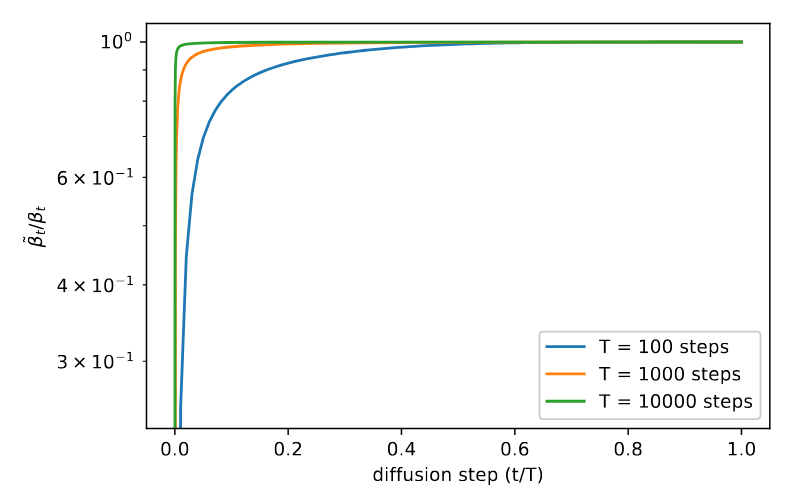 10⁰
6 × 10⁻¹
4 × 10⁻¹
3 × 10⁻¹
β̃ₜ/βₜ
T = 100 steps
T = 1000 steps
T = 10000 steps
0.0 0.2 0.4 0.6 0.8 1.0
diffusion step (t/T)